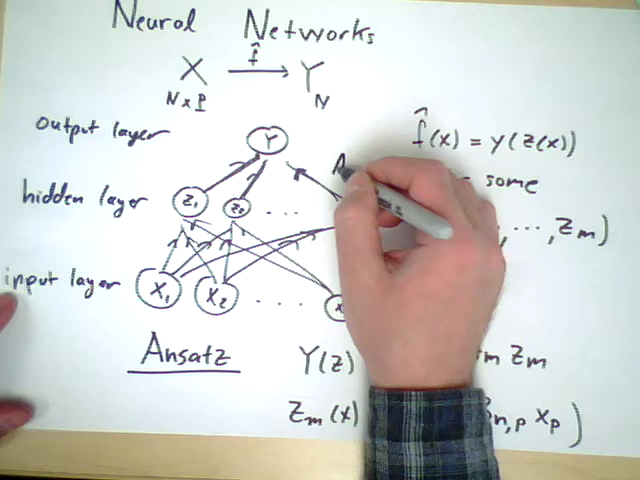 Neural Networks
f̂
X → Y
N x P
N
output layer
Y
f̂(x) = y(z(x))
hidden layer
z₁ z₂ ...
some
, ..., zₘ)
input layer
X₁ X₂ ....
Ansatz
Y(z)
m zₘ
zₘ(x)
n,p xₚ)